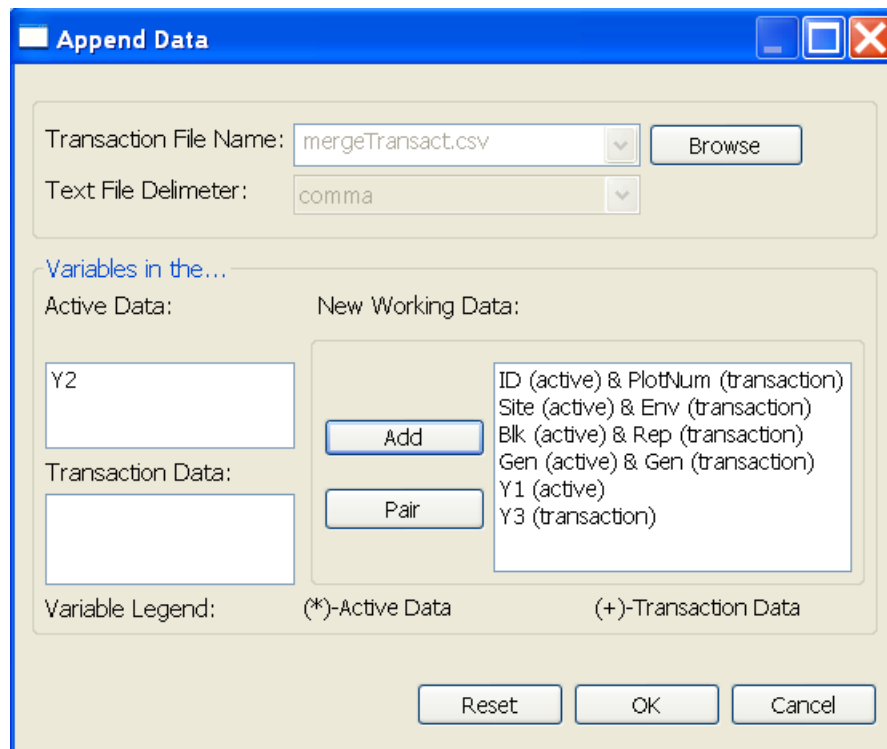 Append Data
Transaction File Name: mergeTransact.csv Browse
Text File Delimeter: comma
Variables in the...
Active Data: New Working Data:
Y2
Transaction Data:
Add
Pair
ID (active) & PlotNum (transaction)
Site (active) & Env (transaction)
Blk (active) & Rep (transaction)
Gen (active) & Gen (transaction)
Y1 (active)
Y3 (transaction)
Variable Legend: (*)-Active Data (+)-Transaction Data
Reset OK Cancel